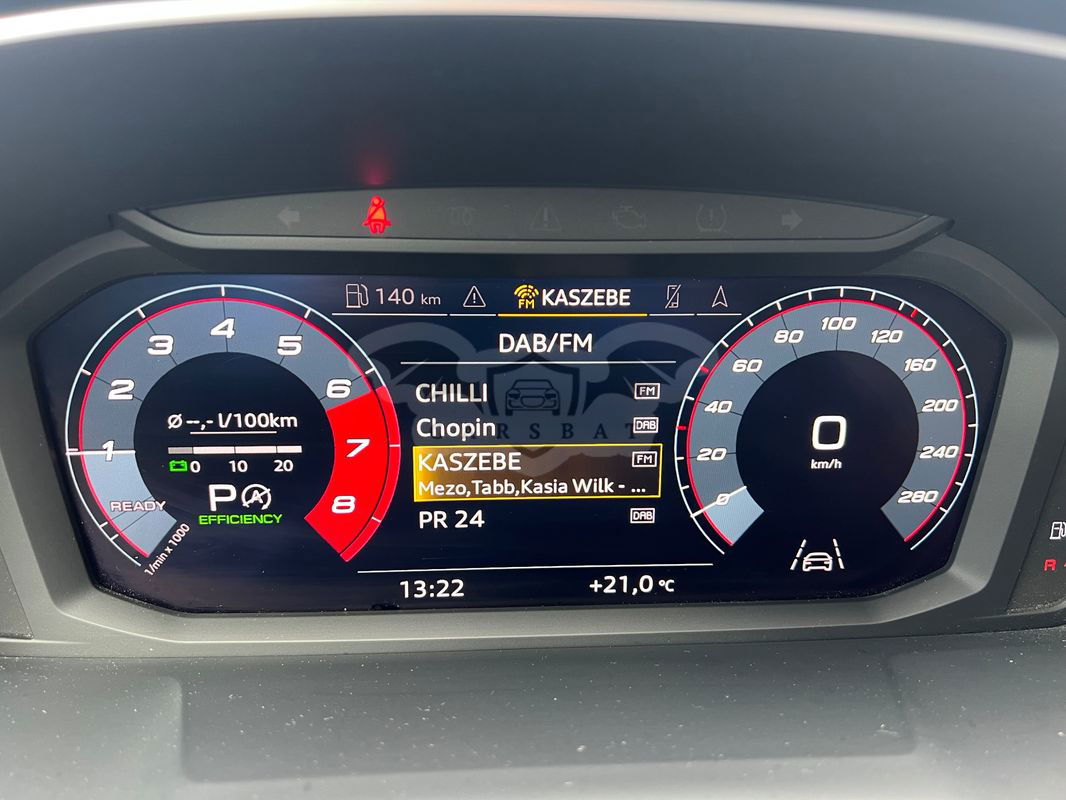 140 km
FM KASZEBE
DAB/FM
CHILLI FM
Chopin DAB
KASZEBE FM
Mezo,Tabb,Kasia Wilk - ...
PR 24 DAB
13:22 +21,0 °C
1 2 3 4 5 6 7 8
Ø --,- l/100km
0 10 20
P A
EFFICIENCY
READY
1/min x 1000
0 20 40 60 80 100 120 160 200 240 280
0
km/h
CARSBAT
R